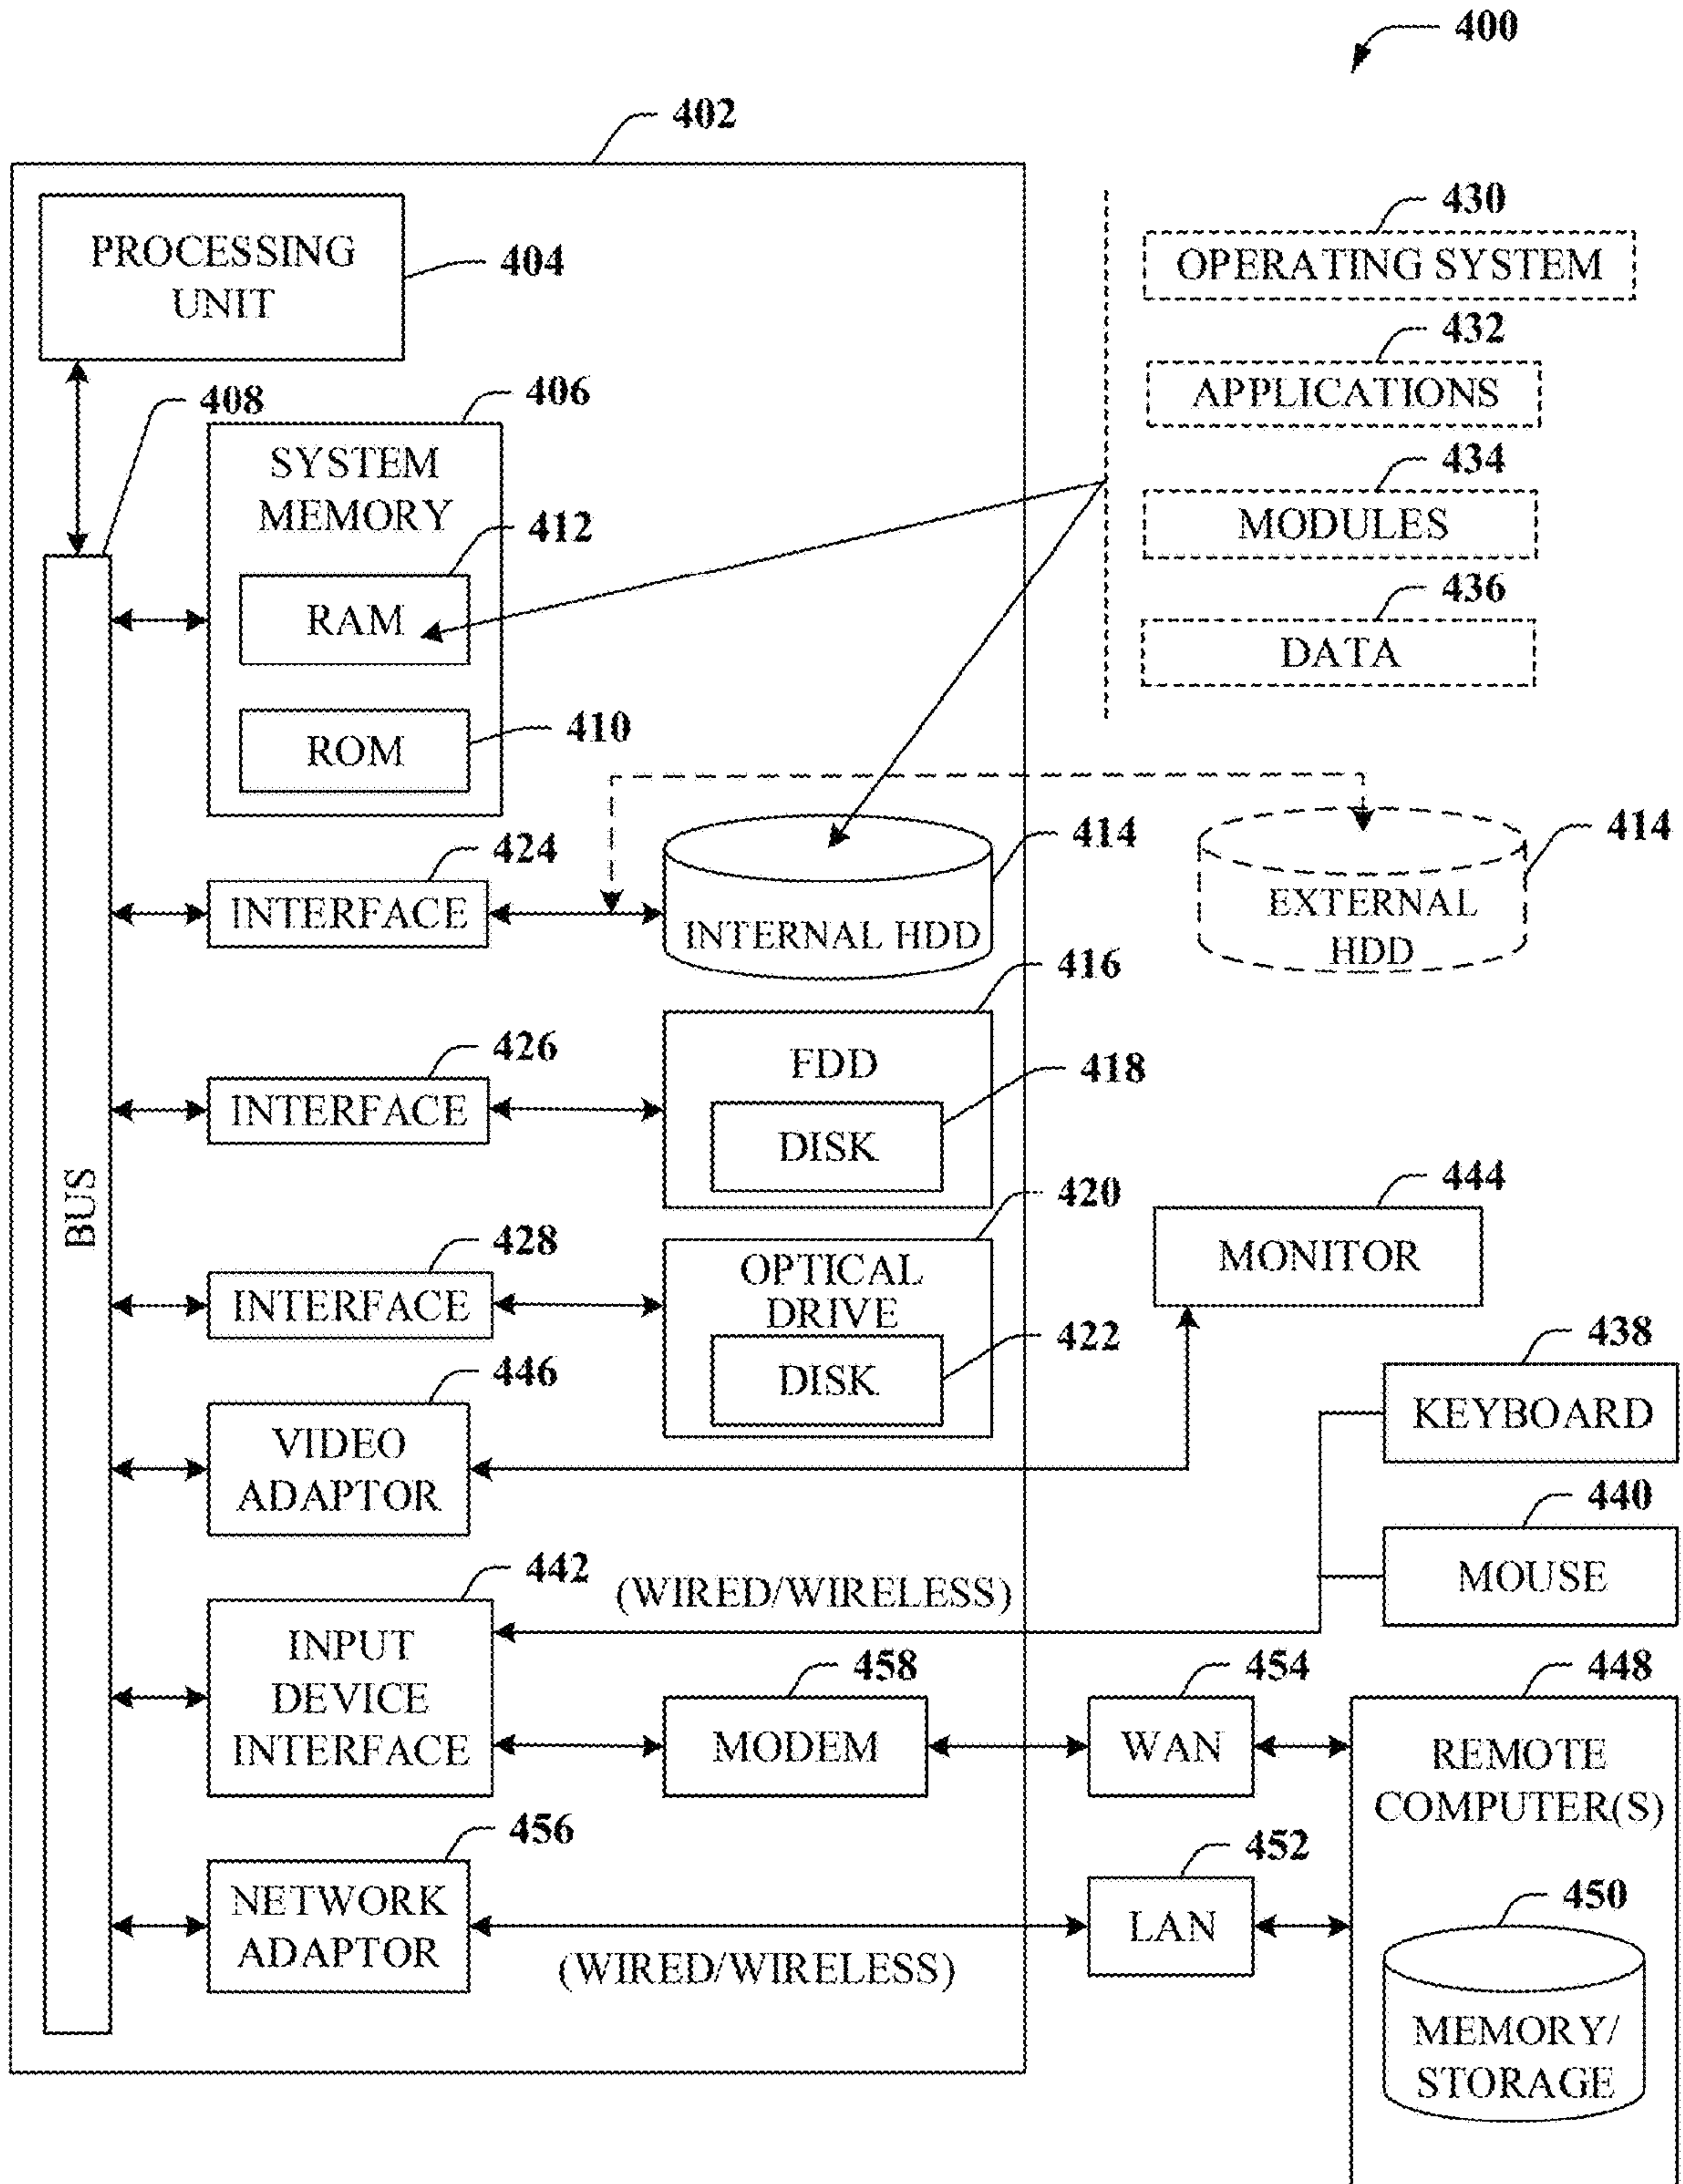 400
402
PROCESSING
UNIT
404
430
OPERATING SYSTEM
432
APPLICATIONS
434
MODULES
436
DATA
408
406
SYSTEM
MEMORY
412
RAM
410
ROM
BUS
424
INTERFACE
414
INTERNAL HDD
414
EXTERNAL
HDD
426
INTERFACE
416
FDD
418
DISK
428
INTERFACE
420
OPTICAL
DRIVE
422
DISK
444
MONITOR
446
VIDEO
ADAPTOR
438
KEYBOARD
440
MOUSE
442
INPUT
DEVICE
INTERFACE
(WIRED/WIRELESS)
458
MODEM
454
WAN
448
REMOTE
COMPUTER(S)
456
NETWORK
ADAPTOR
(WIRED/WIRELESS)
452
LAN
450
MEMORY/
STORAGE